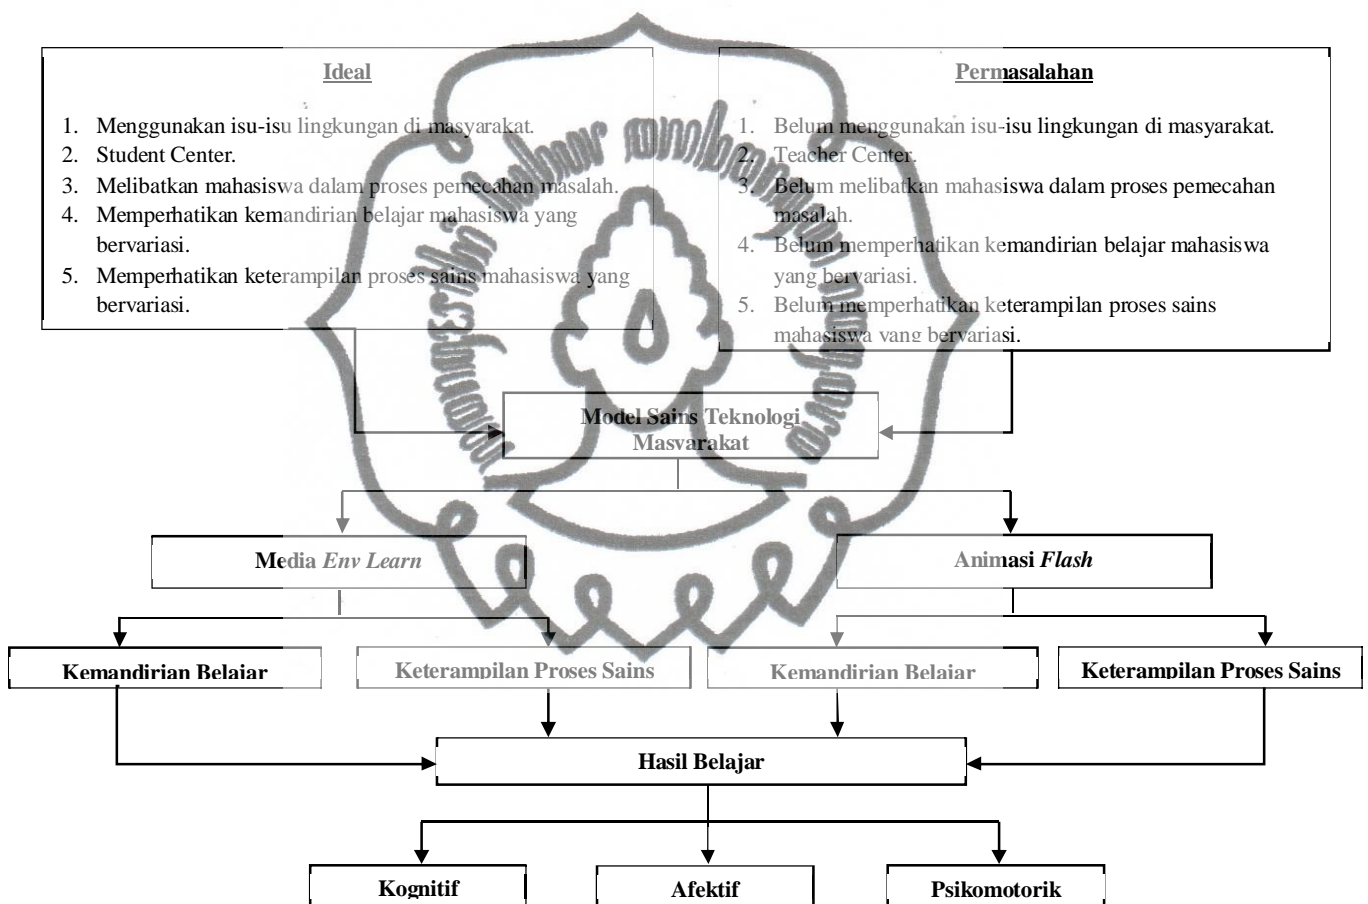 Ideal
1. Menggunakan isu-isu lingkungan di masyarakat.
2. Student Center.
3. Melibatkan mahasiswa dalam proses pemecahan masalah.
4. Memperhatikan kemandirian belajar mahasiswa yang
bervariasi.
5. Memperhatikan keterampilan proses sains mahasiswa yang
bervariasi.
Permasalahan
1. Belum menggunakan isu-isu lingkungan di masyarakat.
2. Teacher Center.
3. Belum melibatkan mahasiswa dalam proses pemecahan
masalah.
4. Belum memperhatikan kemandirian belajar mahasiswa
yang bervariasi.
5. Belum memperhatikan keterampilan proses sains
mahasiswa yang bervariasi.
Model Sains Teknologi
Masyarakat
Media Env Learn
Animasi Flash
Kemandirian Belajar
Keterampilan Proses Sains
Kemandirian Belajar
Keterampilan Proses Sains
Hasil Belajar
Kognitif
Afektif
Psikomotorik